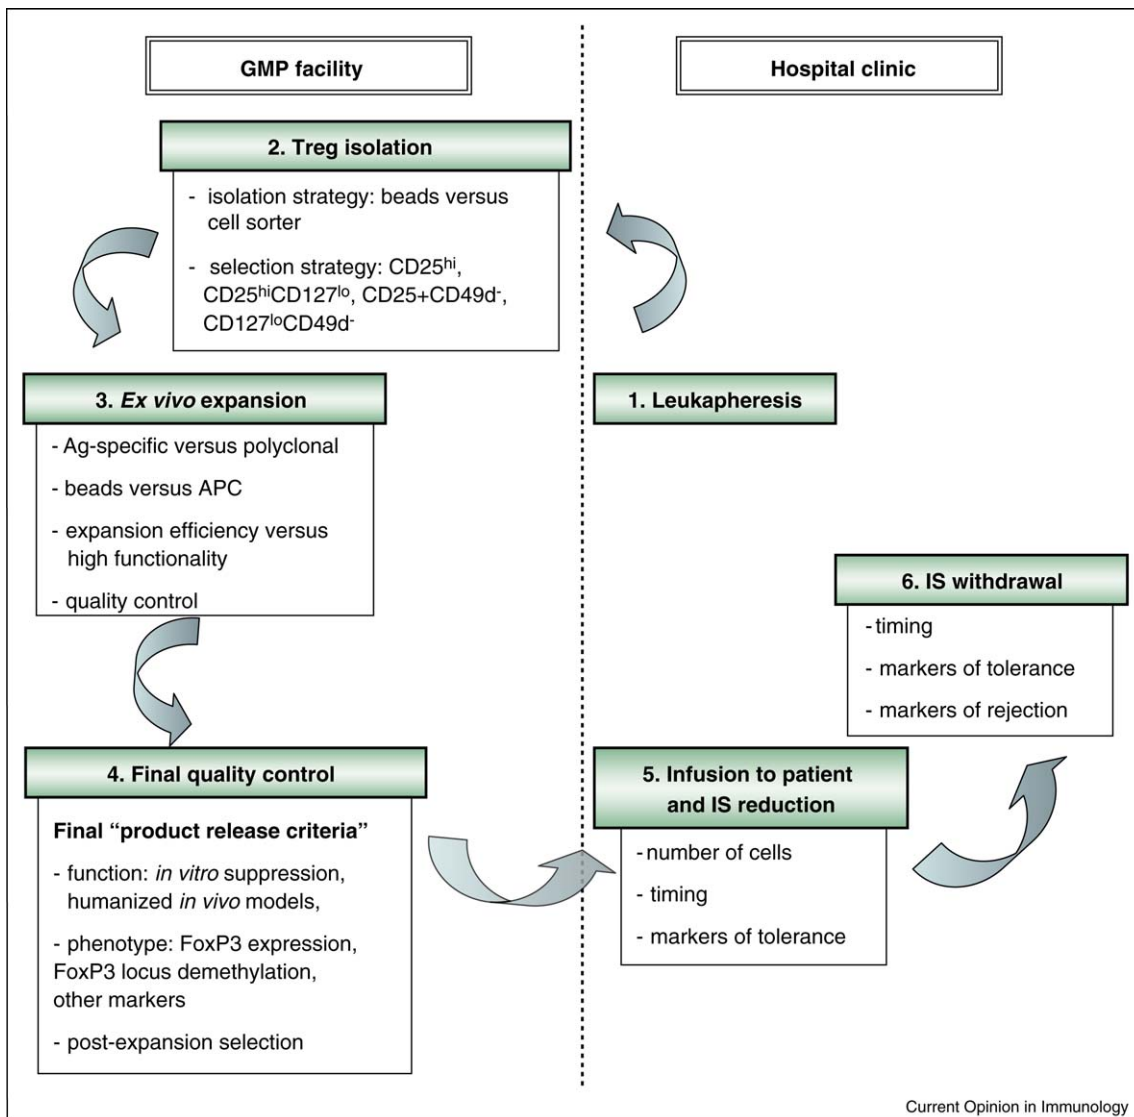 GMP facility
Hospital clinic
2. Treg isolation
- isolation strategy: beads versus
cell sorter
- selection strategy: CD25ʰⁱ,
CD25ʰⁱCD127ˡᵒ, CD25+CD49d⁻,
CD127ˡᵒCD49d⁻
3. Ex vivo expansion
- Ag-specific versus polyclonal
- beads versus APC
- expansion efficiency versus
high functionality
- quality control
1. Leukapheresis
6. IS withdrawal
- timing
- markers of tolerance
- markers of rejection
4. Final quality control
Final “product release criteria”
- function: in vitro suppression,
humanized in vivo models,
- phenotype: FoxP3 expression,
FoxP3 locus demethylation,
other markers
- post-expansion selection
5. Infusion to patient
and IS reduction
- number of cells
- timing
- markers of tolerance
Current Opinion in Immunology